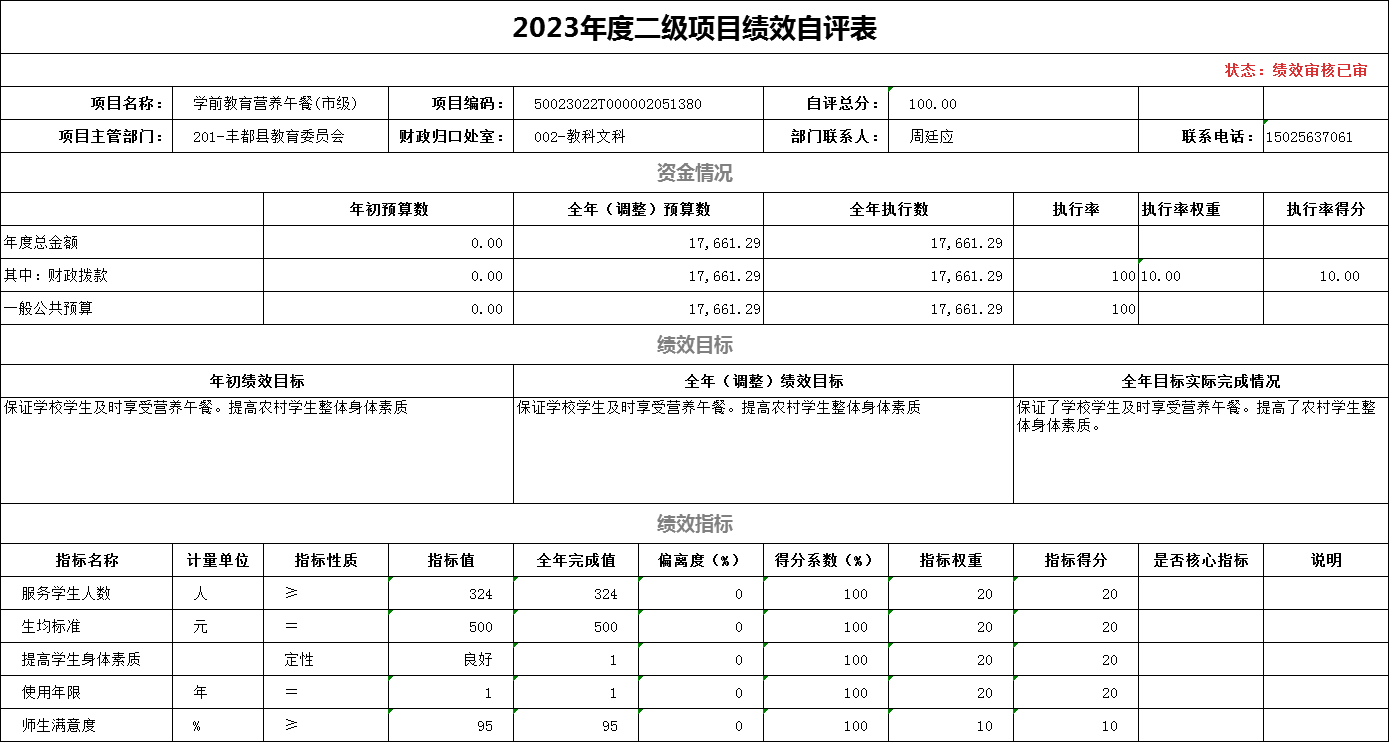 2023年度二级项目绩效自评表
状态：绩效审核已审
项目名称： 学前教育营养午餐(市级) 项目编码： 50023022T000002051380 自评总分： 100.00
项目主管部门： 201-丰都县教育委员会 财政归口处室： 002-教科文科 部门联系人： 周廷应 联系电话： 15025637061
资金情况
年初预算数 全年（调整）预算数 全年执行数 执行率 执行率权重 执行率得分
年度总金额 0.00 17,661.29 17,661.29
其中：财政拨款 0.00 17,661.29 17,661.29 100 10.00 10.00
一般公共预算 0.00 17,661.29 17,661.29 100
绩效目标
年初绩效目标 全年（调整）绩效目标 全年目标实际完成情况
保证学校学生及时享受营养午餐。提高农村学生整体身体素质 保证学校学生及时享受营养午餐。提高农村学生整体身体素质 保证了学校学生及时享受营养午餐。提高了农村学生整
体身体素质。
绩效指标
指标名称 计量单位 指标性质 指标值 全年完成值 偏离度（%） 得分系数（%） 指标权重 指标得分 是否核心指标 说明
服务学生人数 人 ≥ 324 324 0 100 20 20
生均标准 元 ＝ 500 500 0 100 20 20
提高学生身体素质 定性 良好 1 0 100 20 20
使用年限 年 ＝ 1 1 0 100 20 20
师生满意度 % ≥ 95 95 0 100 10 10